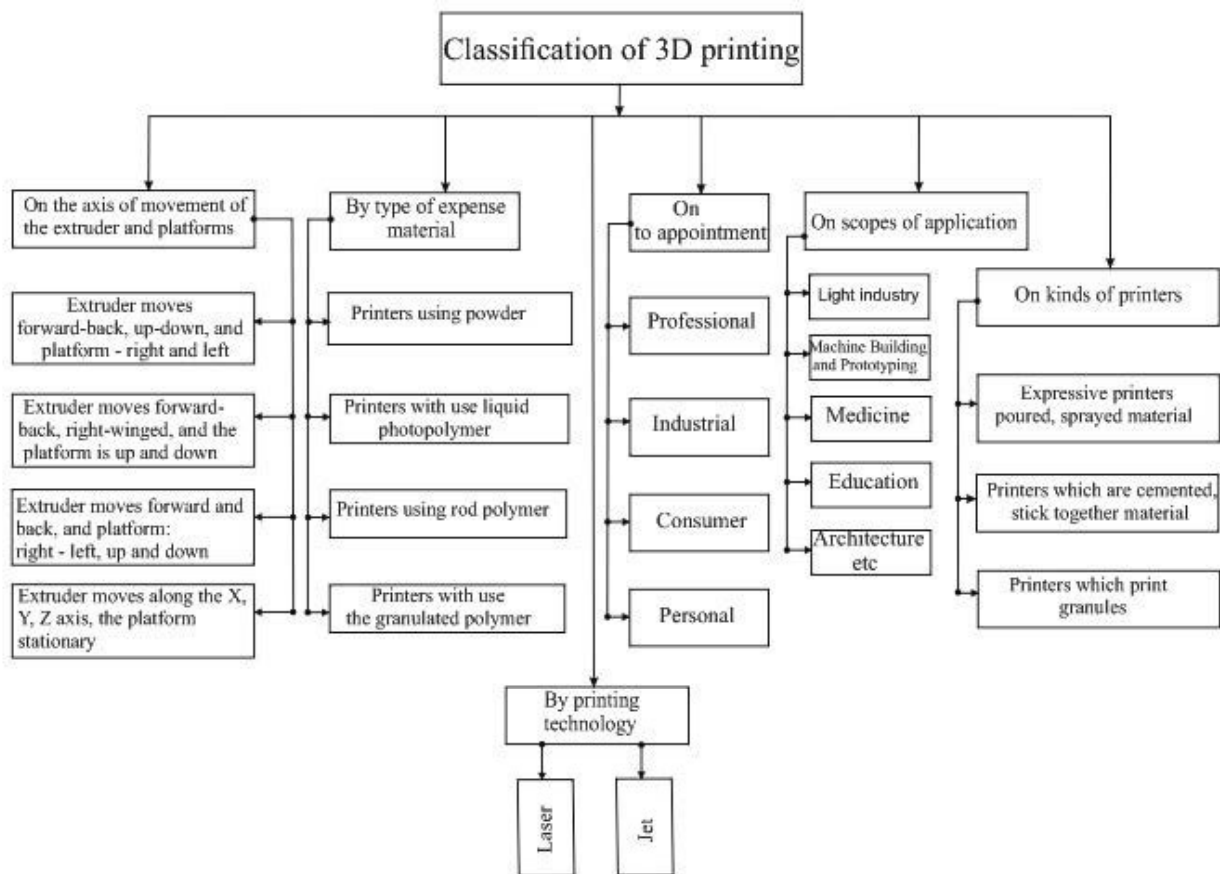 Classification of 3D printing
On the axis of movement of
the extruder and platforms
Extruder moves
forward-back, up-down, and
platform - right and left
Extruder moves forward-
back, right-winged, and the
platform is up and down
Extruder moves forward and
back, and platform:
right - left, up and down
Extruder moves along the X,
Y, Z axis, the platform
stationary
By type of expense
material
Printers using powder
Printers with use liquid
photopolymer
Printers using rod polymer
Printers with use
the granulated polymer
On
to appointment
Professional
Industrial
Consumer
Personal
On scopes of application
Light industry
Machine Building
and Prototyping
Medicine
Education
Architecture
etc
On kinds of printers
Expressive printers
poured, sprayed material
Printers which are cemented,
stick together material
Printers which print
granules
By printing
technology
Laser
Jet